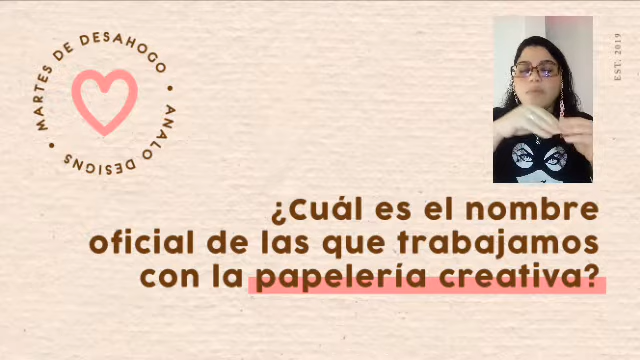 MARTES DE DESAHOGO • ANALO DESIGNS •
EST. 2019
¿Cuál es el nombre
oficial de las que trabajamos
con la papelería creativa?